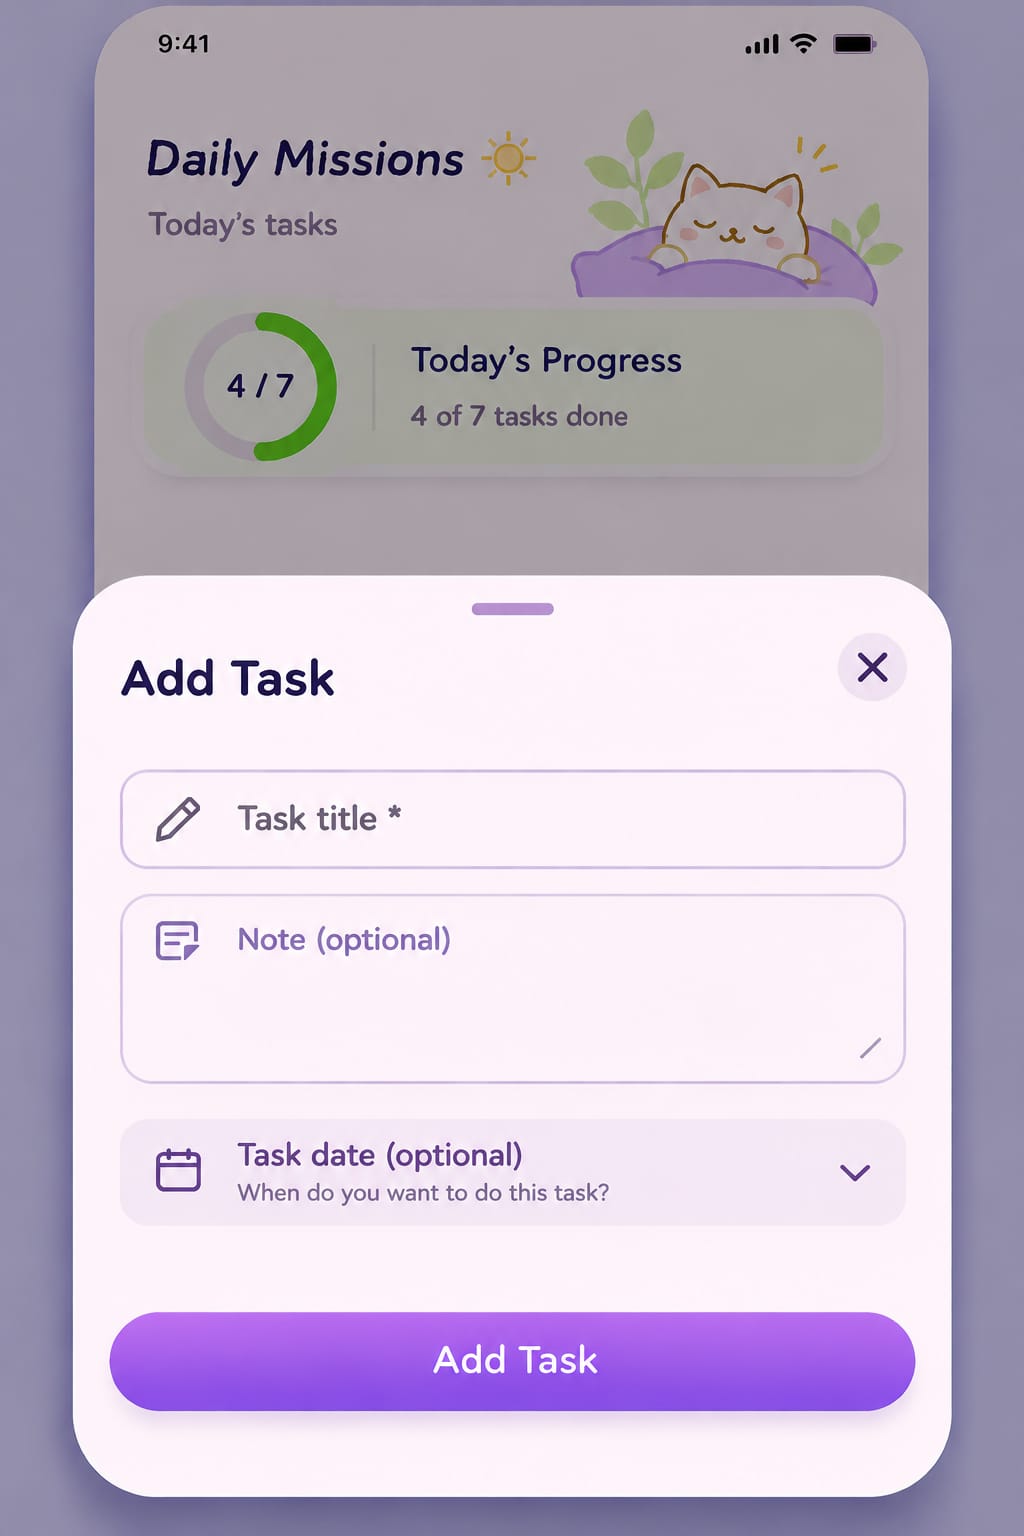 9:41
Daily Missions
Today's tasks
4 / 7
Today's Progress
4 of 7 tasks done
Add Task
Task title *
Note (optional)
Task date (optional)
When do you want to do this task?
Add Task